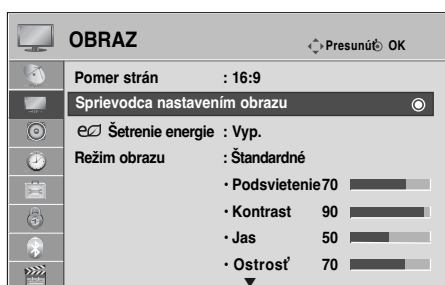 OBRAZ
Presunúť OK
Pomer strán : 16:9
Sprievodca nastavením obrazu
Šetrenie energie : Vyp.
Režim obrazu : Štandardné
• Podsvietenie 70
• Kontrast 90
• Jas 50
• Ostrosť 70